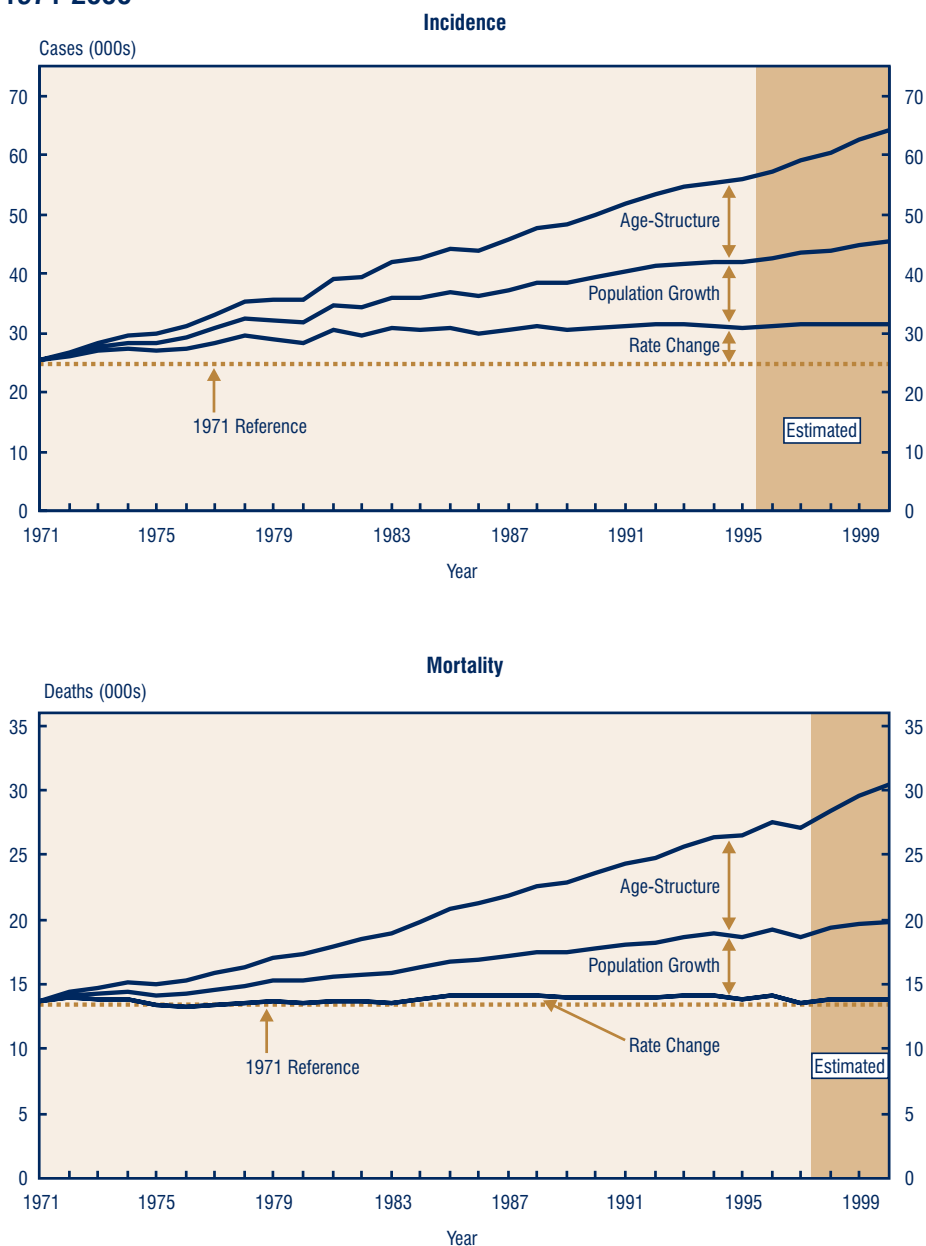 Incidence
Cases (000s)
70 70
60 60
50 50
Age-Structure
40 40
Population Growth
30 30
Rate Change
20 20
1971 Reference
Estimated
10 10
0 0
1971 1975 1979 1983 1987 1991 1995 1999
Year
Mortality
Deaths (000s)
35 35
30 30
25 25
Age-Structure
20 20
Population Growth
15 15
Rate Change
1971 Reference
Estimated
10 10
5 5
0 0
1971 1975 1979 1983 1987 1991 1995 1999
Year